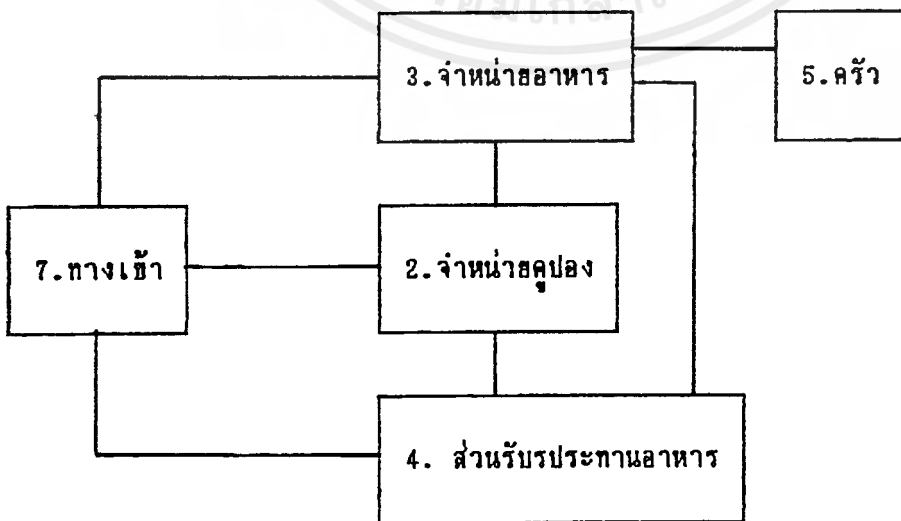 3.จำหน่ายอาหาร
5.ครัว
7.ทางเข้า
2.จำหน่ายคูปอง
4. ส่วนรับรประทานอาหาร